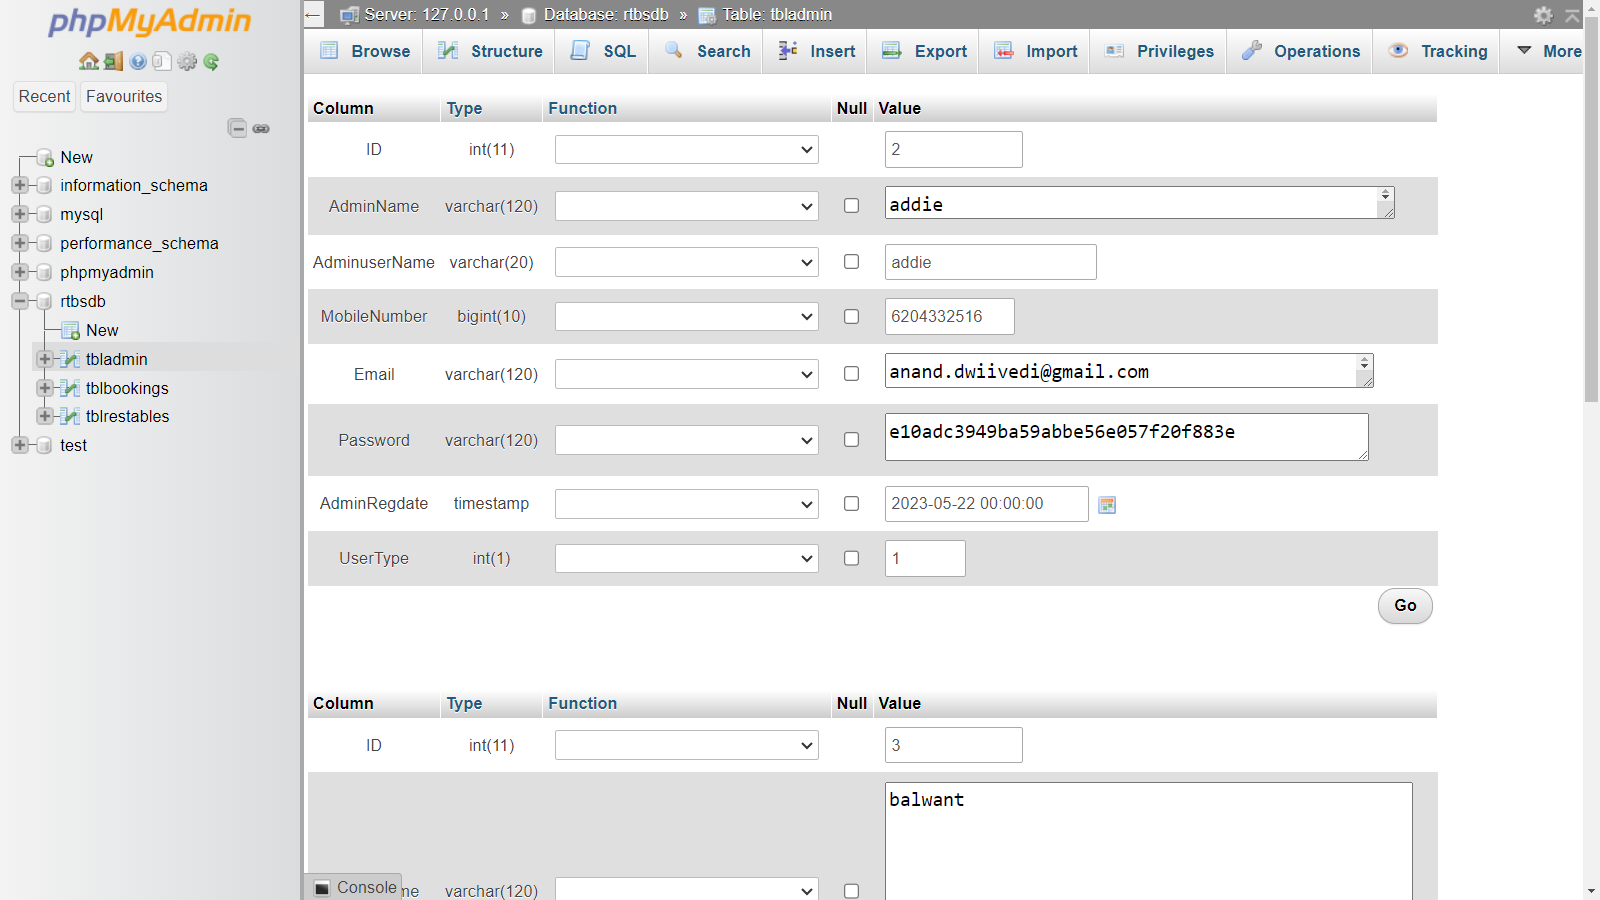 phpMyAdmin
Recent Favourites
New
information_schema
mysql
performance_schema
phpmyadmin
rtbsdb
New
tbladmin
tblbookings
tblrestables
test
← Server: 127.0.0.1 » Database: rtbsdb » Table: tbladmin
Browse Structure SQL Search Insert Export Import Privileges Operations Tracking More
Column Type Function Null Value
ID int(11) 2
AdminName varchar(120) addie
AdminuserName varchar(20) addie
MobileNumber bigint(10) 6204332516
Email varchar(120) anand.dwiivedi@gmail.com
Password varchar(120) e10adc3949ba59abbe56e057f20f883e
AdminRegdate timestamp 2023-05-22 00:00:00
UserType int(1) 1
Go
Column Type Function Null Value
ID int(11) 3
balwant
me varchar(120)
Console